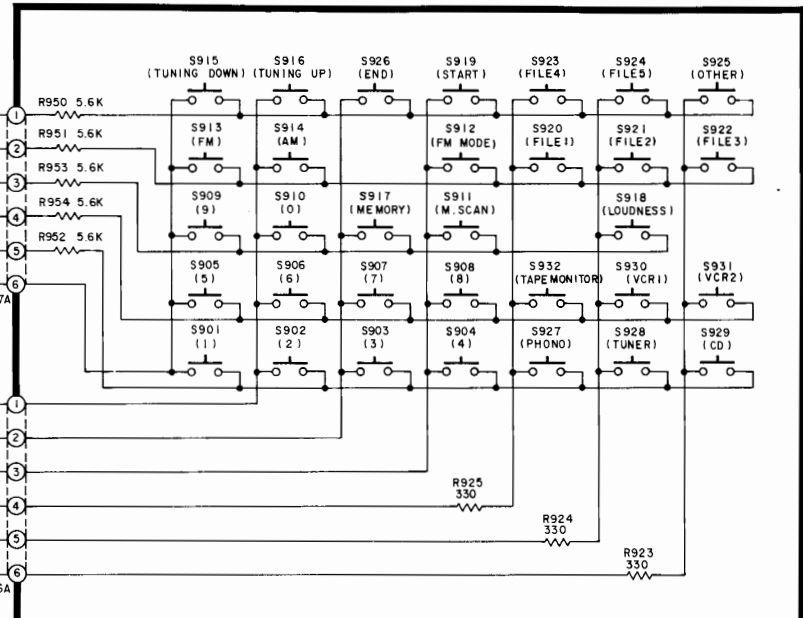 S915 S916 S926 S919 S923 S924 S925
(TUNING DOWN) (TUNING UP) (END) (START) (FILE4) (FILE5) (OTHER)
R950 5.6K
1
R951 5.6K
S913 S914 S912 S920 S921 S922
(FM) (AM) (FM MODE) (FILE1) (FILE2) (FILE3)
2
R953 5.6K
3
S909 S910 S917 S911 S918
(9) (0) (MEMORY) (M.SCAN) (LOUDNESS)
R954 5.6K
4
R952 5.6K
5
S905 S906 S907 S908 S932 S930 S931
(5) (6) (7) (8) (TAPEMONITOR) (VCR1) (VCR2)
6
7A
S901 S902 S903 S904 S927 S928 S929
(1) (2) (3) (4) (PHONO) (TUNER) (CD)
1
2
3
R925
330
4
R924
330
5
R923
330
6
6A